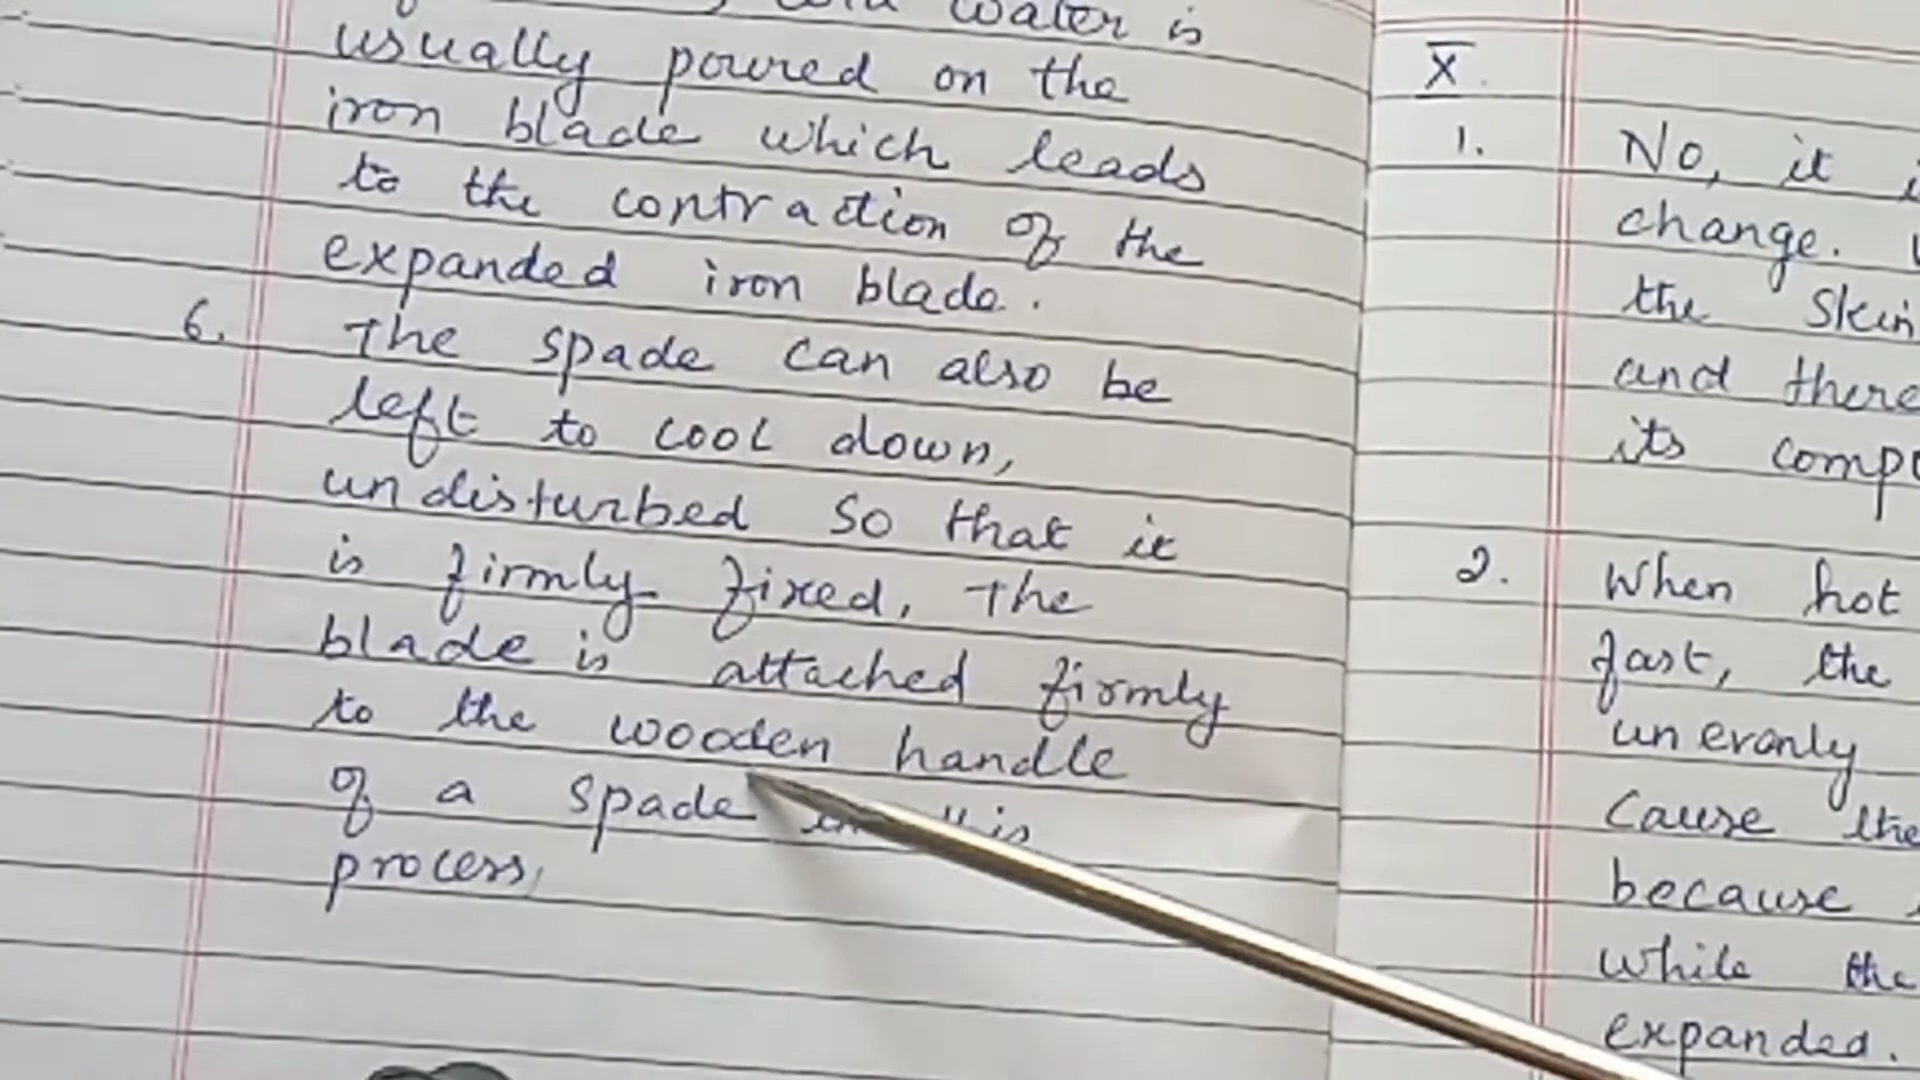 water is
usually poured on the
iron blade which leads
to the contraction of the
expanded iron blade.
6. The spade can also be
left to cool down,
undisturbed so that it
is firmly fixed. The
blade is attached firmly
to the wooden handle
of a spade
process.
X.
1. No, it
change.
the skin
and there
its comp
2. When hot
fast, the
unevenly
cause the
because
while the
expanded.